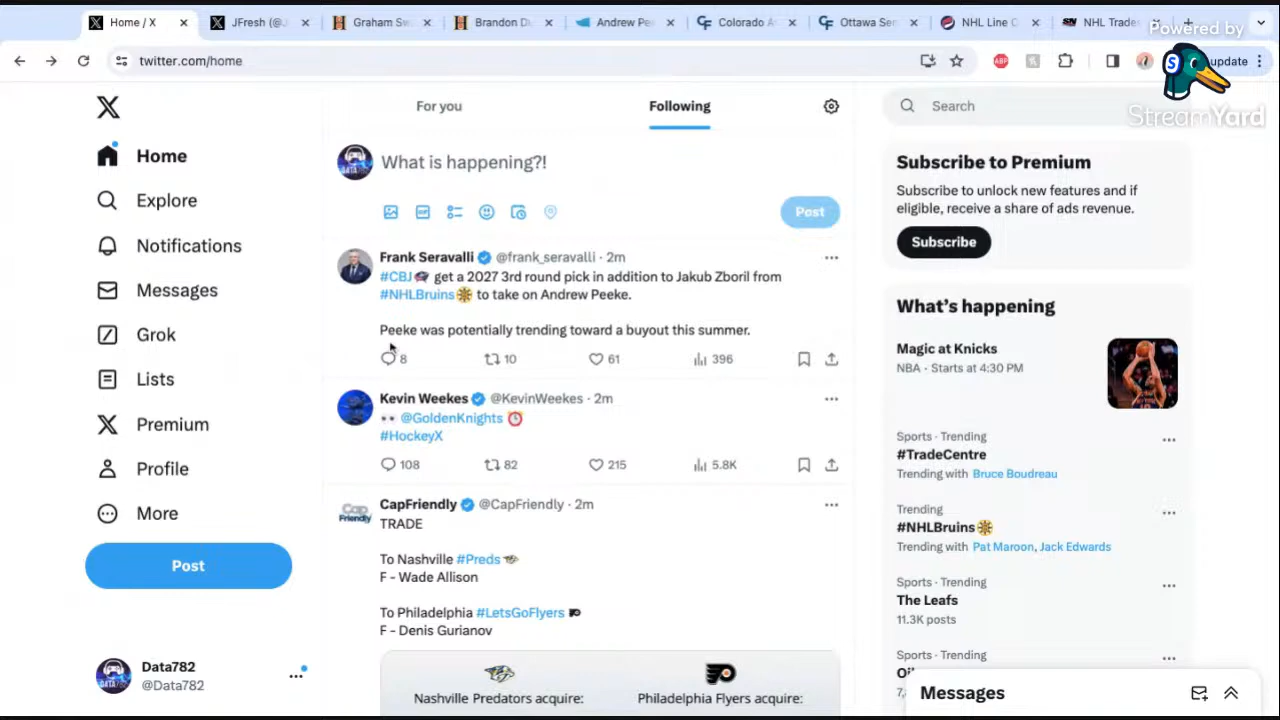 Home / X
JFresh (@J
Graham Sw
Brandon D
Andrew Pee
Colorado A
Ottawa Sen
NHL Line C
NHL Trade
Powered by
StreamYard
twitter.com/home
ABP
update
For you
Following
Search
Home
Explore
Notifications
Messages
Grok
Lists
Premium
Profile
More
Post
Data782
@Data782
What is happening?!
Post
Frank Seravalli @frank_seravalli · 2m
#CBJ get a 2027 3rd round pick in addition to Jakub Zboril from
#NHLBruins to take on Andrew Peeke.
Peeke was potentially trending toward a buyout this summer.
8 10 61 396
Kevin Weekes @KevinWeekes · 2m
@GoldenKnights
#HockeyX
108 82 215 5.8K
CapFriendly @CapFriendly · 2m
TRADE
To Nashville #Preds
F - Wade Allison
To Philadelphia #LetsGoFlyers
F - Denis Gurianov
Nashville Predators acquire:
Philadelphia Flyers acquire:
Subscribe to Premium
Subscribe to unlock new features and if
eligible, receive a share of ads revenue.
Subscribe
What's happening
Magic at Knicks
NBA · Starts at 4:30 PM
Sports · Trending
#TradeCentre
Trending with Bruce Boudreau
Trending
#NHLBruins
Trending with Pat Maroon, Jack Edwards
Sports · Trending
The Leafs
11.3K posts
Sports · Trending
Messages